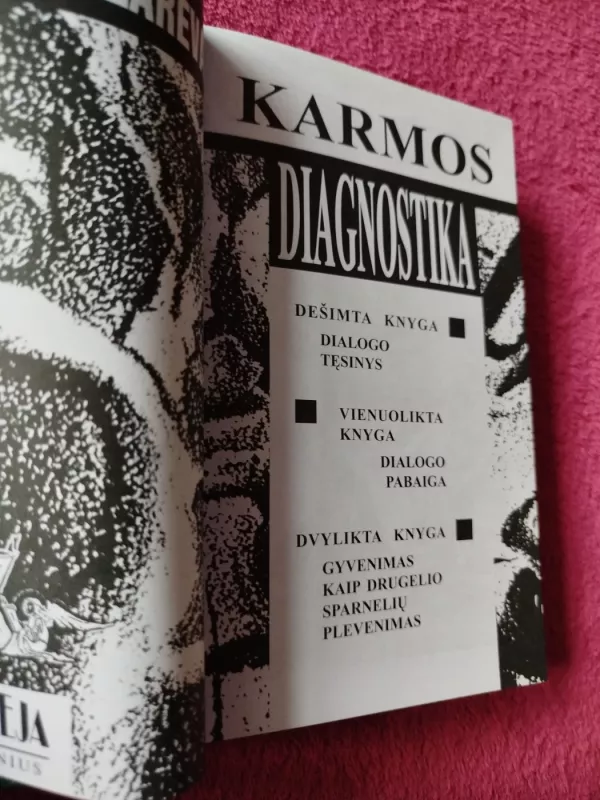 KARMOS
DIAGNOSTIKA
DEŠIMTA KNYGA
DIALOGO
TĘSINYS
VIENUOLIKTA
KNYGA
DIALOGO
PABAIGA
DVYLIKTA KNYGA
GYVENIMAS
KAIP DRUGELIO
SPARNELIŲ
PLEVENIMAS